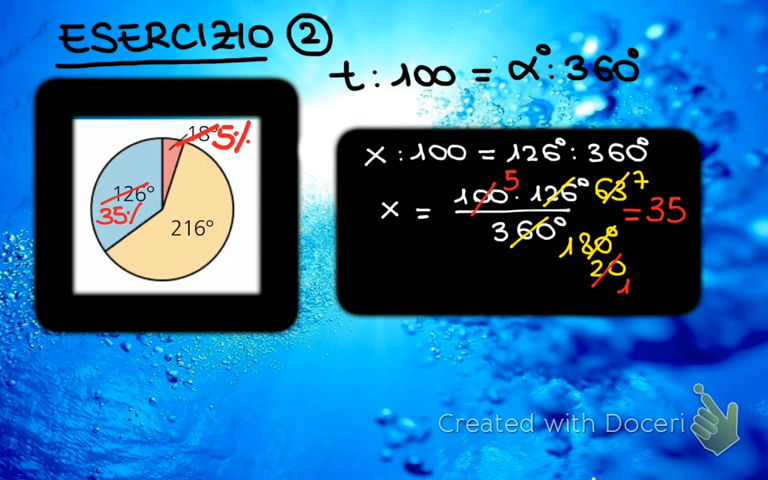 ESERCIZIO 2
t : 100 = α° : 360°
18° 5%
126°
35%
216°
x : 100 = 126° : 360°
x = 100 · 126° / 360° = 35
5 63 7
180°
20
1
Created with Doceri